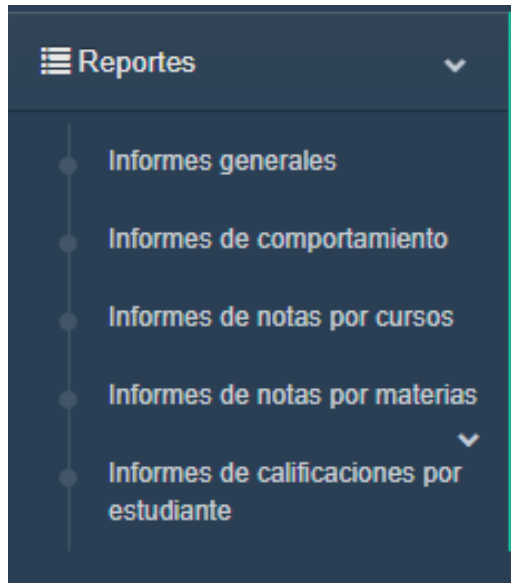 Reportes
Informes generales
Informes de comportamiento
Informes de notas por cursos
Informes de notas por materias
Informes de calificaciones por
estudiante